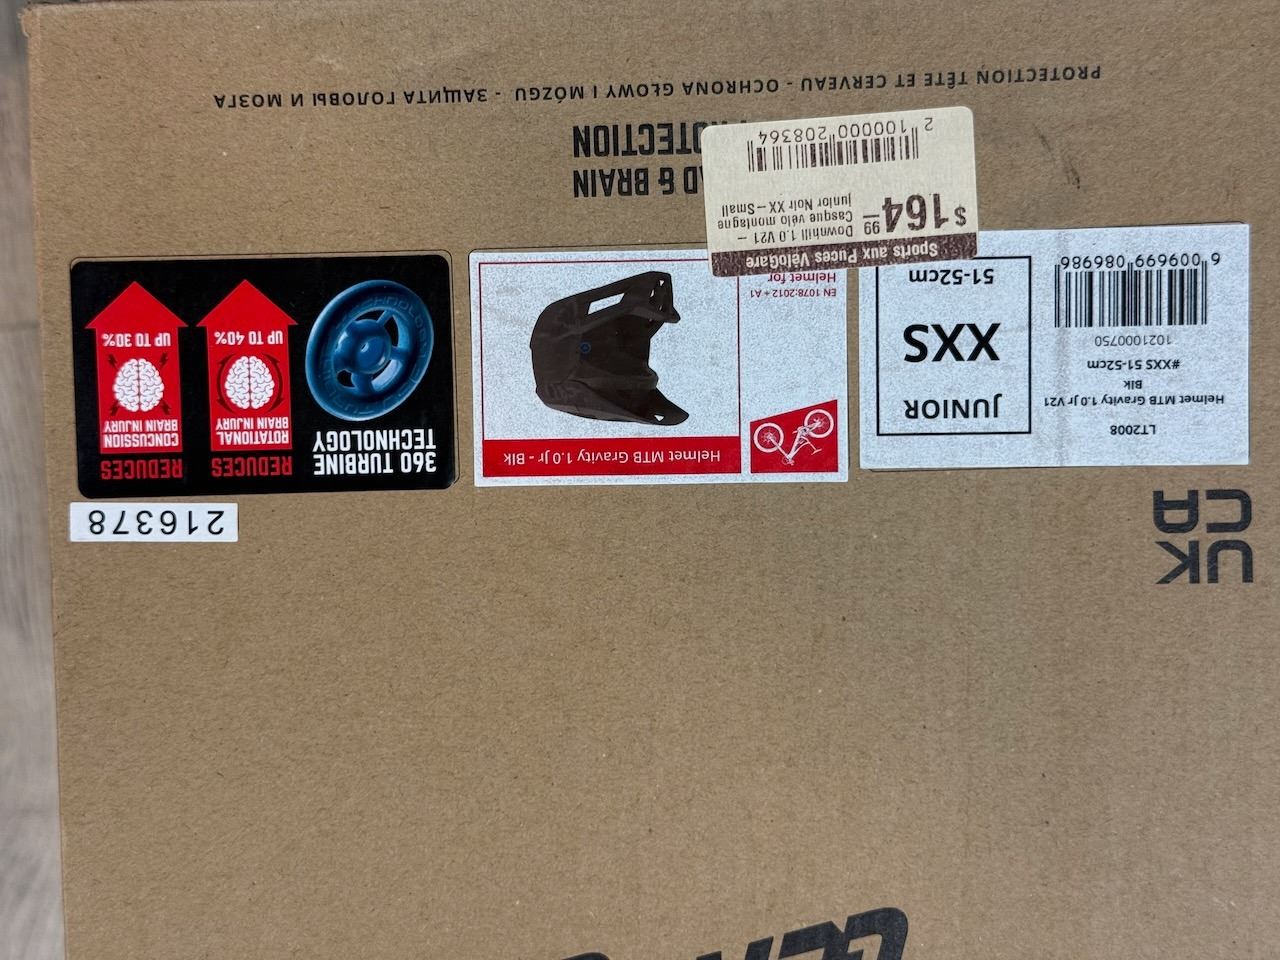 UK
CA
216378
LT2008
Helmet MTB Gravity 1.0 Jr V21
Blk
#XXS 51-52cm
1021000750
6 009699 086986
JUNIOR
XXS
51-52cm
Helmet MTB Gravity 1.0 Jr - Blk
Helmet for
EN 1078:2012 + A1
360 TURBINE
TECHNOLOGY
REDUCES
ROTATIONAL
BRAIN INJURY
UP TO 40%
REDUCES
CONCUSSION
BRAIN INJURY
UP TO 30%
Sports aux Puces VéloGare
$164 99
Downhill 1.0 V21 –
Casque vélo montagne
junior Noir XX – Small
2 100000 208364
& BRAIN
PROTECTION TÊTE ET CERVEAU - OCHRONA GŁOWY I MÓZGU - ЗАЩИТА ГОЛОВЫ И МОЗГА